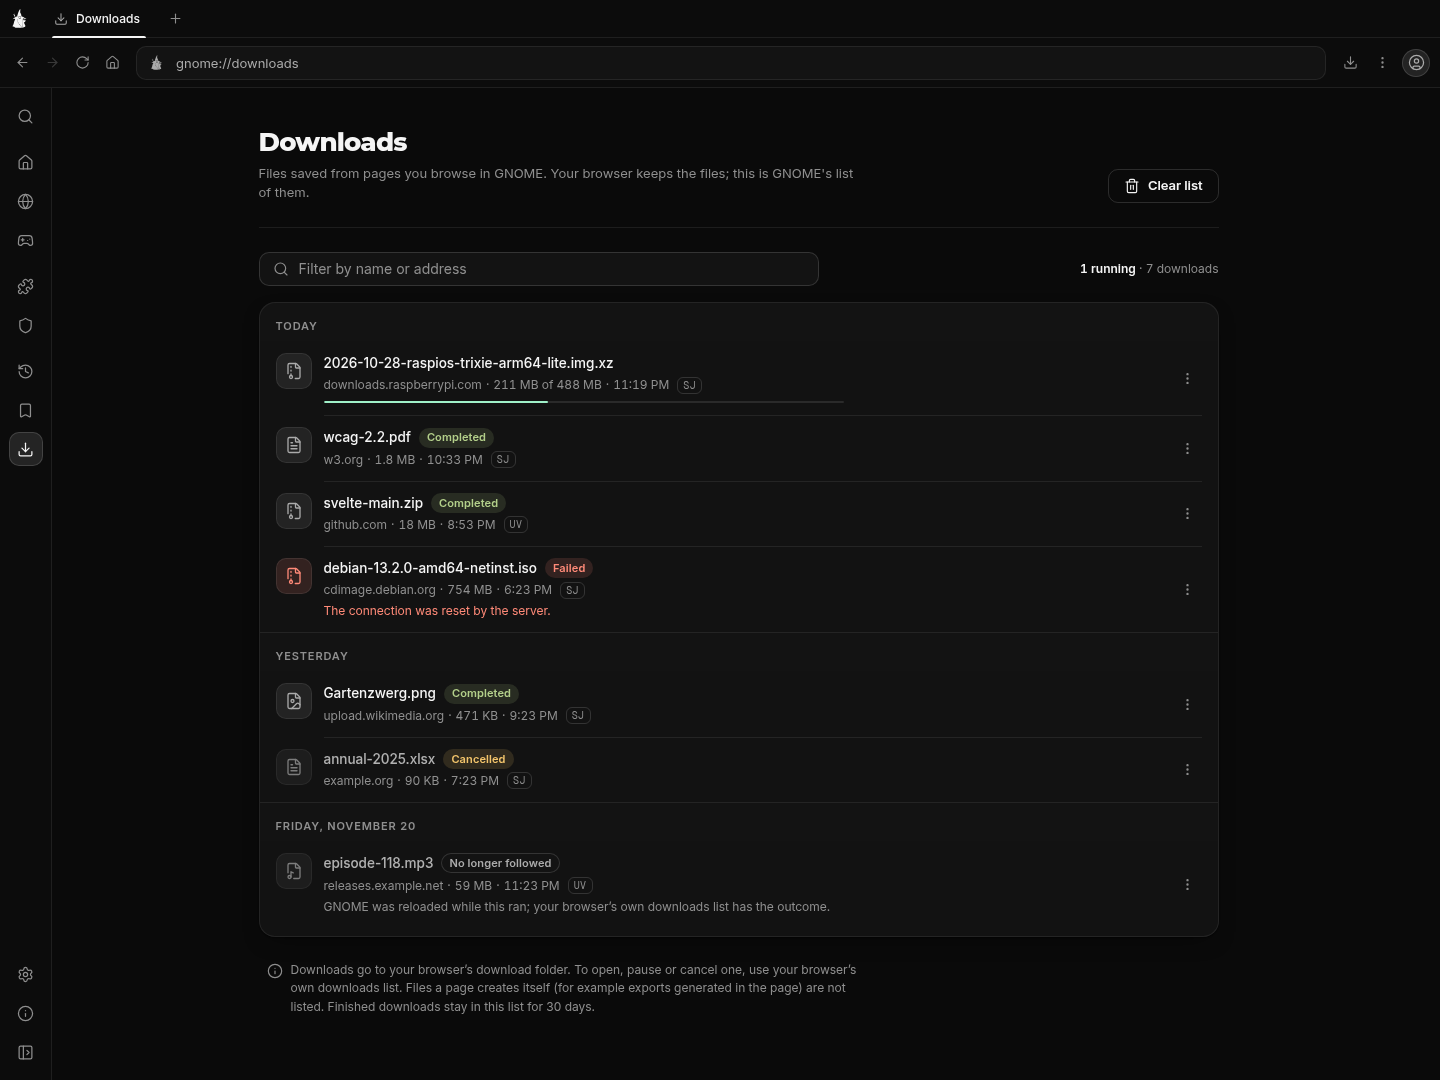 Downloads
gnome://downloads
Downloads
Files saved from pages you browse in GNOME. Your browser keeps the files; this is GNOME's list
of them.
Clear list
Filter by name or address
1 running · 7 downloads
TODAY
2026-10-28-raspios-trixie-arm64-lite.img.xz
downloads.raspberrypi.com · 211 MB of 488 MB · 11:19 PM SJ
wcag-2.2.pdf Completed
w3.org · 1.8 MB · 10:33 PM SJ
svelte-main.zip Completed
github.com · 18 MB · 8:53 PM UV
debian-13.2.0-amd64-netinst.iso Failed
cdimage.debian.org · 754 MB · 6:23 PM SJ
The connection was reset by the server.
YESTERDAY
Gartenzwerg.png Completed
upload.wikimedia.org · 471 KB · 9:23 PM SJ
annual-2025.xlsx Cancelled
example.org · 90 KB · 7:23 PM SJ
FRIDAY, NOVEMBER 20
episode-118.mp3 No longer followed
releases.example.net · 59 MB · 11:23 PM UV
GNOME was reloaded while this ran; your browser’s own downloads list has the outcome.
Downloads go to your browser’s download folder. To open, pause or cancel one, use your browser’s
own downloads list. Files a page creates itself (for example exports generated in the page) are not
listed. Finished downloads stay in this list for 30 days.